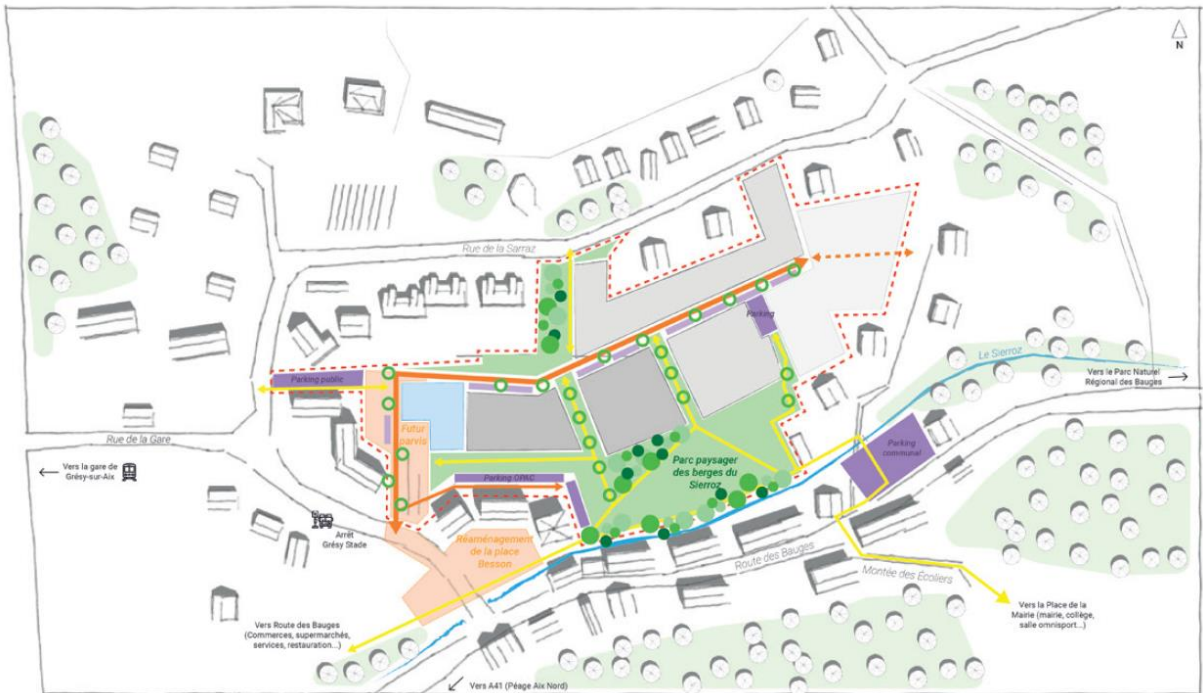 N
Rue de la Sarraz
Parking
Le Sierroz
Vers le Parc Naturel
Régional des Bauges
Parking public
Futur
parvis
Rue de la Gare
Parking
communal
Parc paysager
des berges du
Sierroz
Vers la gare de
Grésy-sur-Aix
Parking OPAC
Arrêt
Grésy Stade
Réaménagement
de la place
Besson
Route des Bauges
Montée des Écoliers
Vers la Place de la
Mairie (mairie, collège,
salle omnisport...)
Vers Route des Bauges
(Commerces, supermarchés,
services, restauration...)
Vers A41 (Péage Aix Nord)